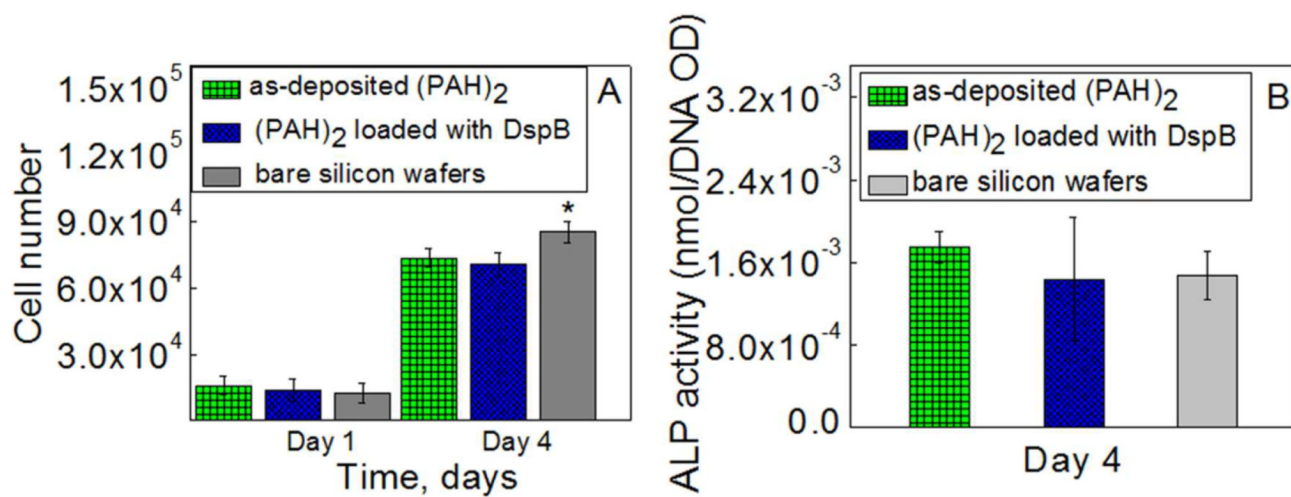 A
as-deposited (PAH)2
(PAH)2 loaded with DspB
bare silicon wafers
Cell number
1.5x10^5
1.2x10^5
9.0x10^4
6.0x10^4
3.0x10^4
*
Day 1
Day 4
Time, days
B
as-deposited (PAH)2
(PAH)2 loaded with DspB
bare silicon wafers
ALP activity (nmol/DNA OD)
3.2x10^-3
2.4x10^-3
1.6x10^-3
8.0x10^-4
0.0
Day 4